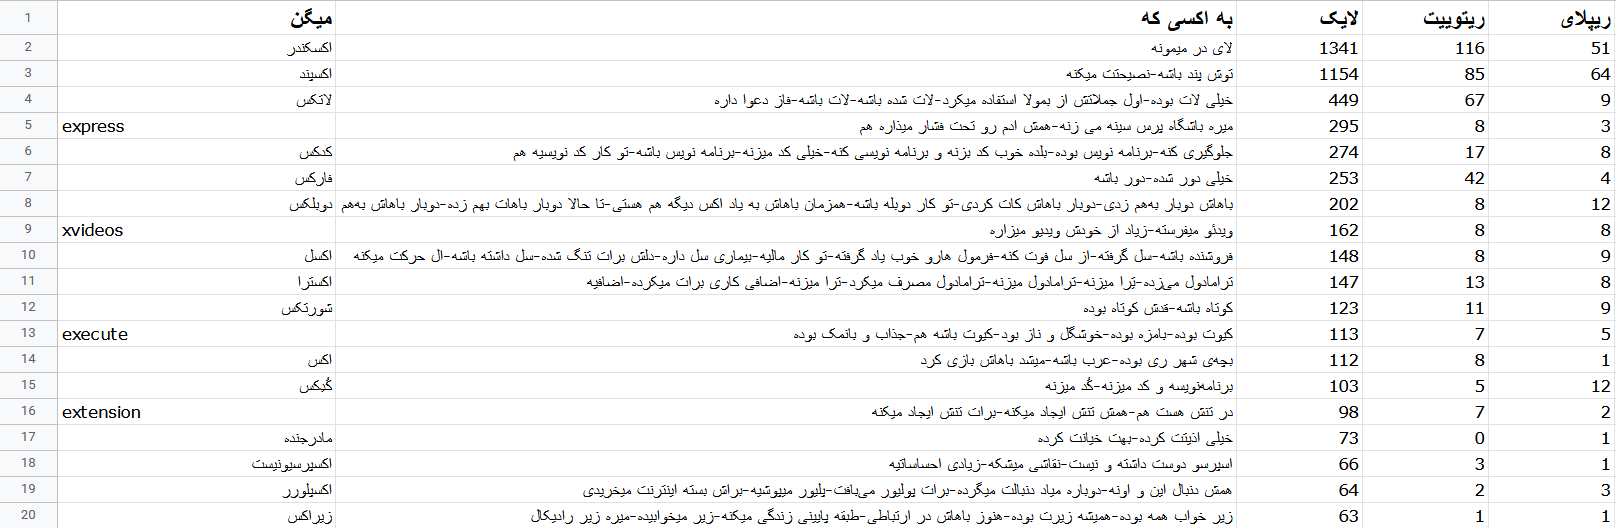 1 میگن به اکسی که لایک ریتوییت ریپلای
2 اکسکندر لای در میمونه 1341 116 51
3 اکسپند توش پند باشه-نصیحتت میکنه 1154 85 64
4 لاتکس خیلی لات بوده-اول جملاتش از بمولا استفاده میکرد-لات شده باشه-لات باشه-فاز دعوا داره 449 67 9
5 express میره باشگاه پرس سینه می زنه-همش ادم رو تحت فشار میذاره هم 295 8 3
6 کدکس جلوگیری کنه-برنامه نویس بوده-بلده خوب کد بزنه و برنامه نویسی کنه-خیلی کد میزنه-برنامه نویس باشه-تو کار کد نویسیه هم 274 17 8
7 فارکس خیلی دور شده-دور باشه 253 42 4
8 دوبلکس باهاش دوبار به‌هم زدی-دوبار باهاش کات کردی-تو کار دوبله باشه-همزمان باهاش به یاد اکس دیگه هم هستی-تا حالا دوبار باهات بهم زده-دوبار باهاش به‌هم 202 8 12
9 xvideos ویدئو میفرسته-زیاد از خودش ویدیو میزاره 162 8 8
10 اکسل فروشنده باشه-سل گرفته-از سل فوت کنه-فرمول هارو خوب یاد گرفته-تو کار مالیه-بیماری سل داره-دلش برات تنگ شده-سل داشته باشه-ال حرکت میکنه 148 8 9
11 اکسترا ترامادول می‌زده-تِرا میزنه-ترامادول میزنه-ترامادول مصرف میکرد-ترا میزنه-اضافی کاری برات میکرده-اضافیه 147 13 8
12 شورتکس کوتاه باشه-قدش کوتاه بوده 123 11 9
13 execute کیوت بوده-بامزه بوده-خوشگل و ناز بود-کیوت باشه هم-جذاب و بانمک بوده 113 7 5
14 اکس بچه‌ی شهر ری بوده-عرب باشه-میشد باهاش بازی کرد 112 8 1
15 کُیکس برنامه‌نویسه و کد میزنه-کُد میزنه 103 5 12
16 extension در تنش هست هم-همش تنش ایجاد میکنه-برات تنش ایجاد میکنه 98 7 2
17 مادرجنده خیلی اذیتت کرده-بهت خیانت کرده 73 0 1
18 اکسپرسیونیست اسپرسو دوست داشته و نیست-نقاشی میشکه-زیادی احساساتیه 66 3 1
19 اکسپلورر همش دنبال این و اونه-دوباره میاد دنبالت میگرده-برات پولیور می‌بافت-پلیور میپوشیه-براش بسته اینترنت میخریدی 64 2 3
20 زیراکس زیر خواب همه بوده-همیشه زیرت بوده-هنوز باهاش در ارتباطی-طبقه پایینی زندگی میکنه-زیر میخوابیده-میره زیر رادیکال 63 1 1